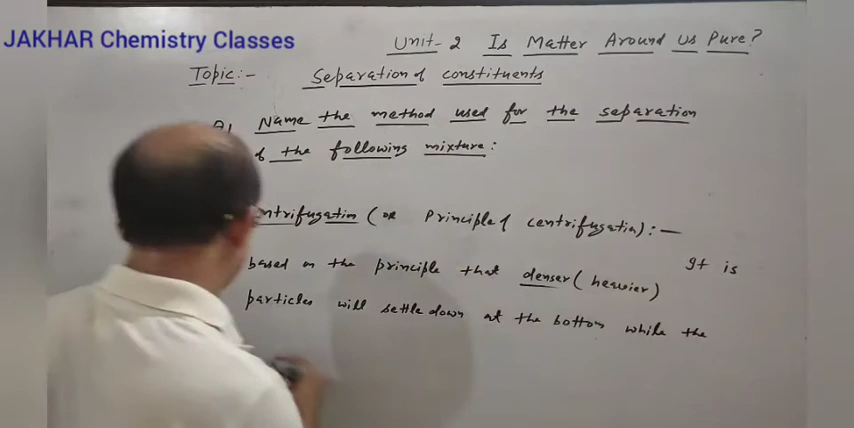 JAKHAR Chemistry Classes
Unit-2 Is Matter Around Us Pure?
Topic:- Separation of constituents
Name the method used for the separation
of the following mixture:
entrifugation (OR Principle of centrifugation):—
It is
based on the principle that denser (heavier)
particles will settle down at the bottom while the